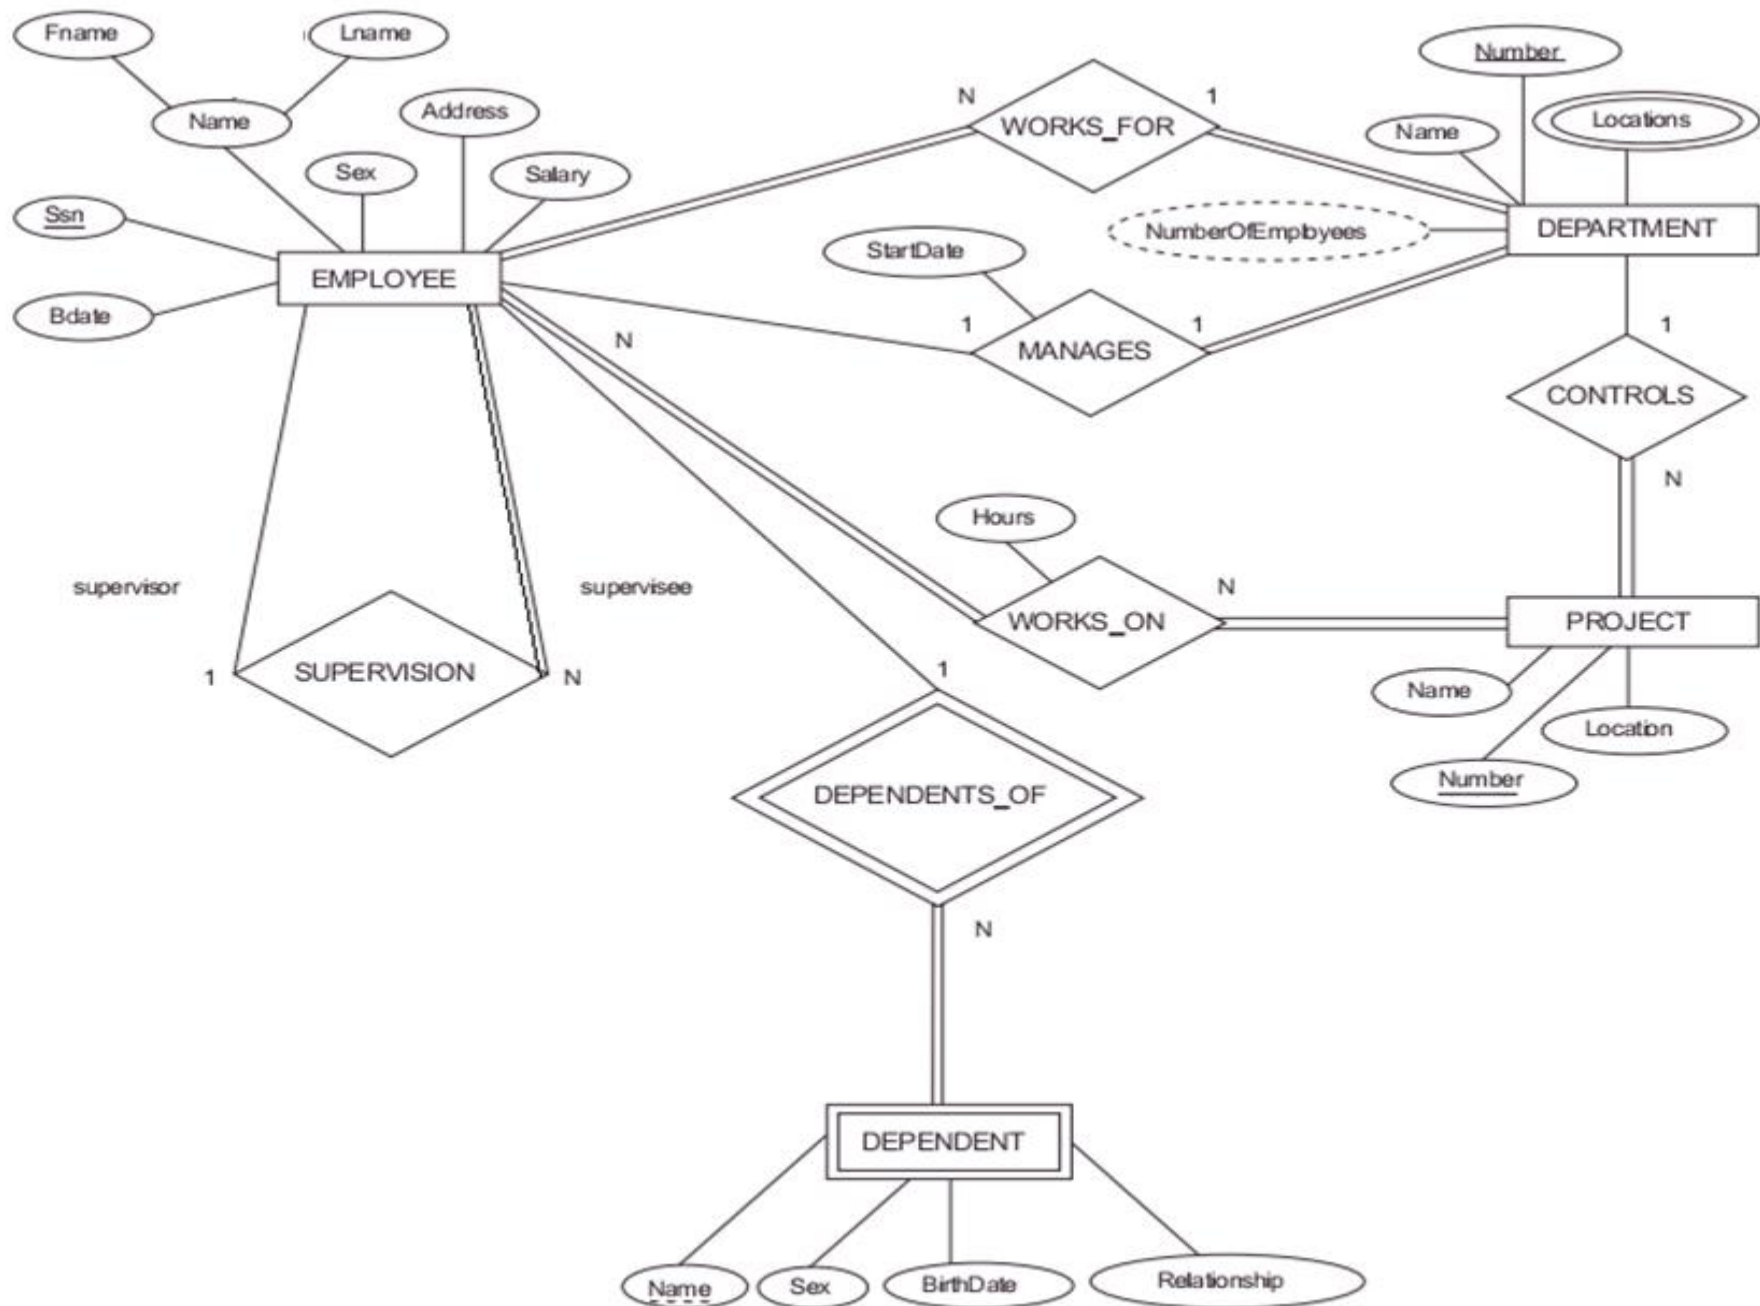 Fname
Lname
Number
Name
Address
Locations
Name
N
WORKS_FOR
1
Sex
Salary
Ssn
NumberOfEmployees
DEPARTMENT
StartDate
EMPLOYEE
Bdate
N
1
MANAGES
1
1
CONTROLS
N
Hours
supervisor
supervisee
N
WORKS_ON
PROJECT
1
SUPERVISION
N
1
Name
Location
Number
DEPENDENTS_OF
N
DEPENDENT
Name
Sex
BirthDate
Relationship